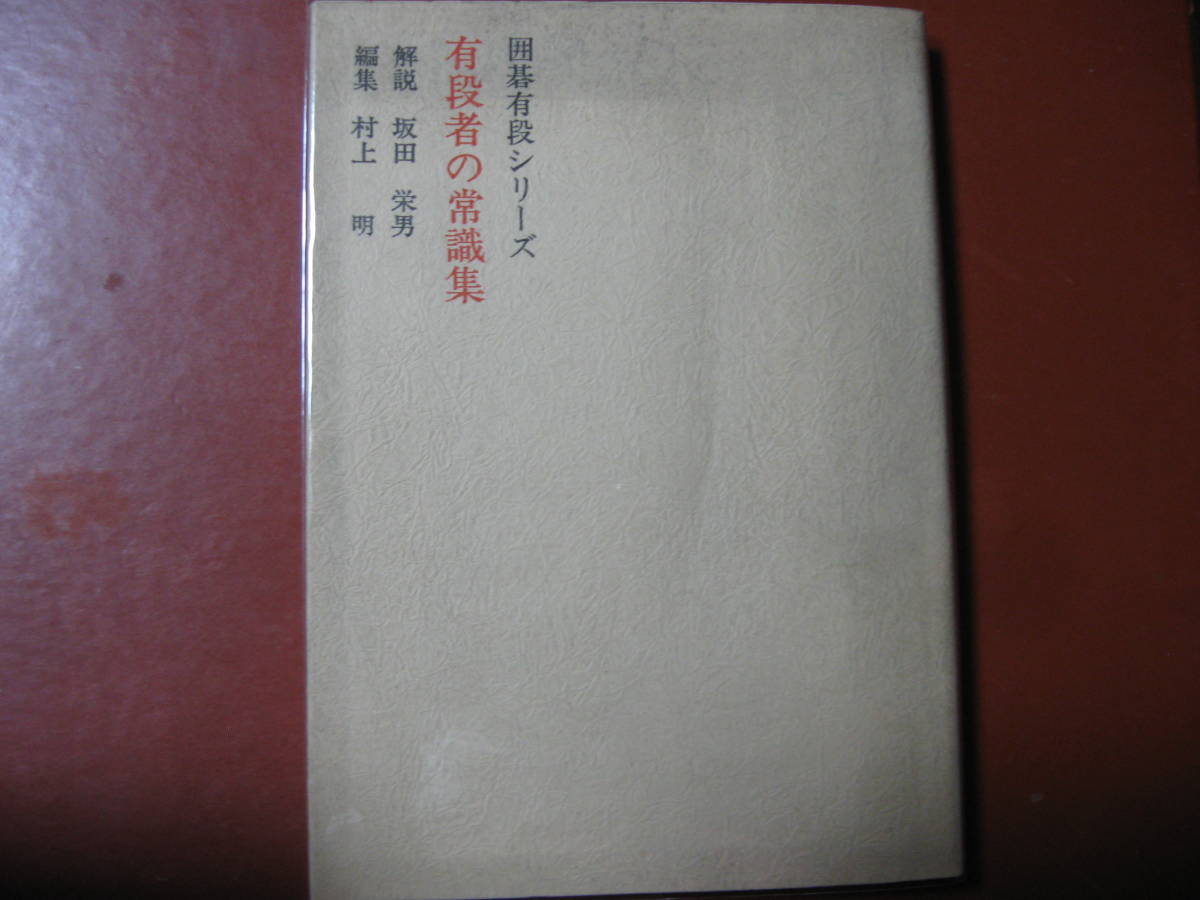 囲碁有段シリーズ
有段者の常識集
解説 坂田 栄男
編集 村上 明